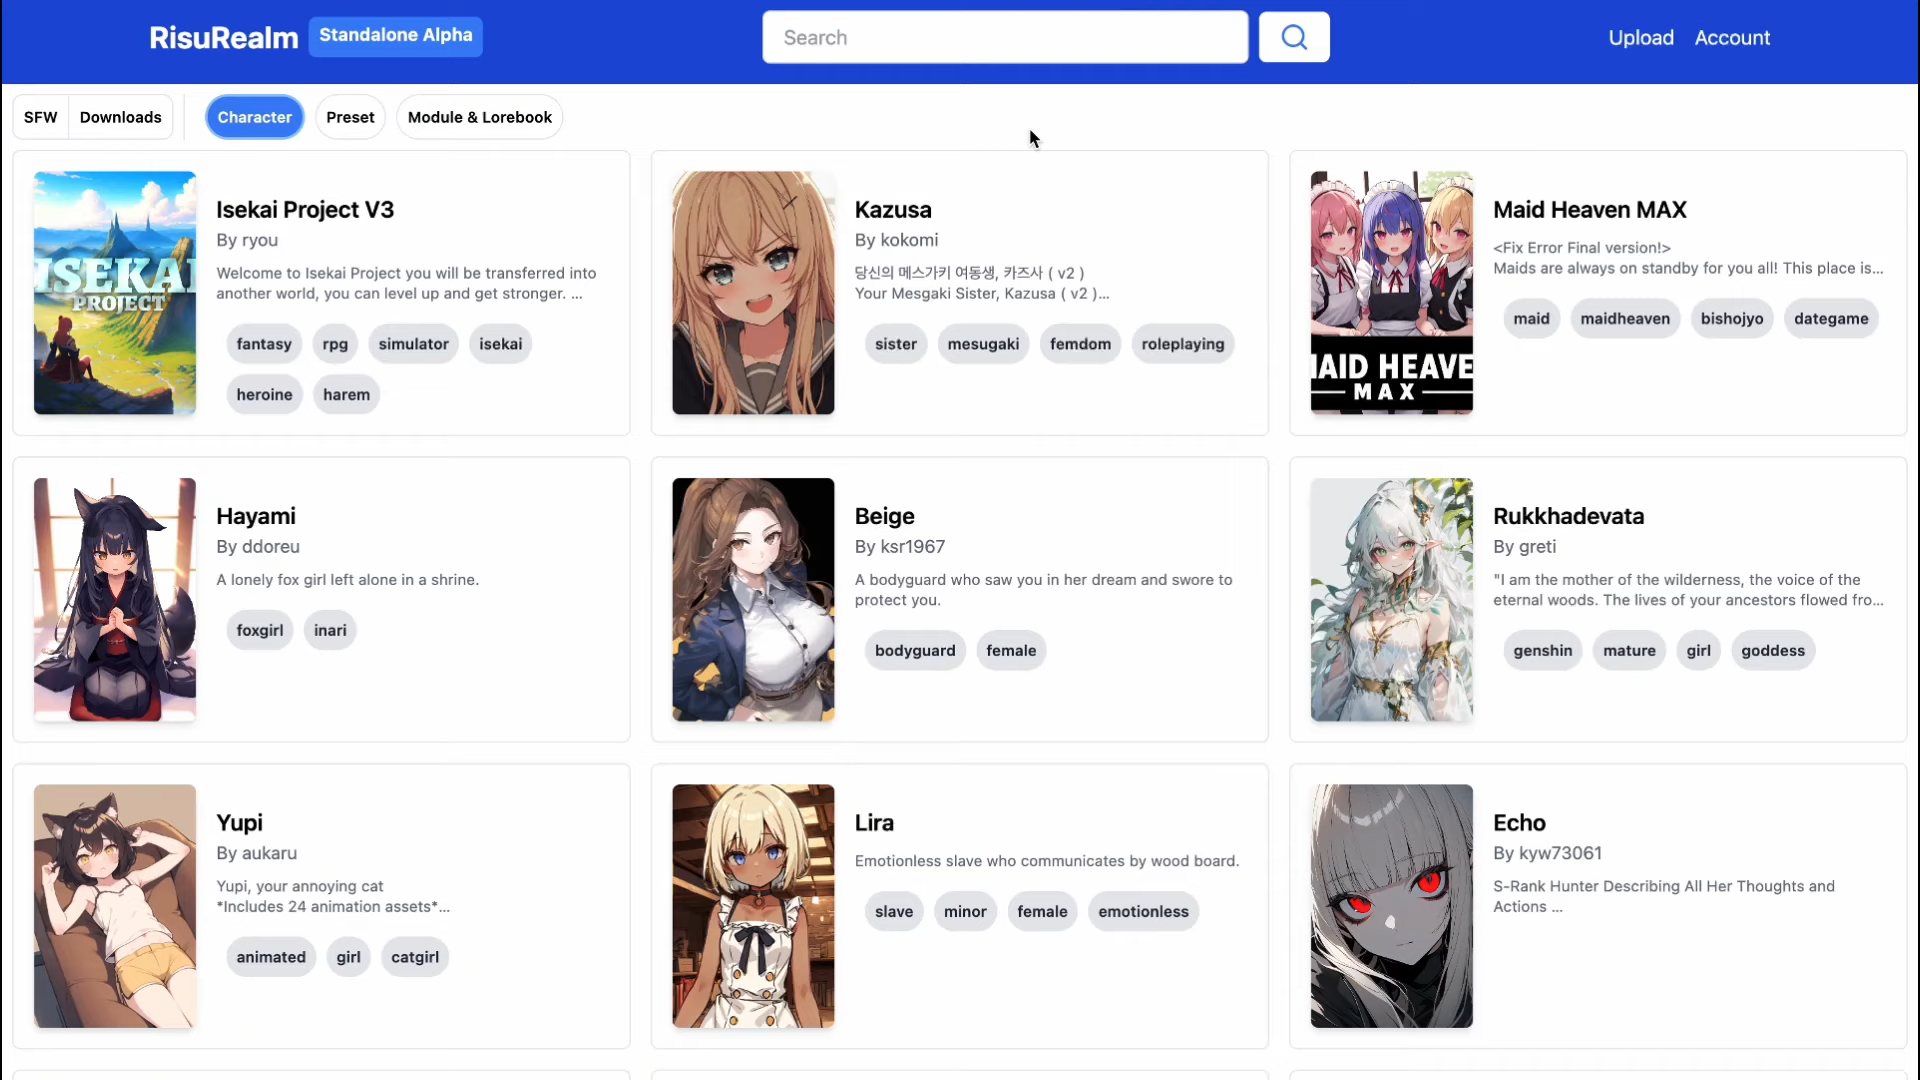 RisuRealm
Standalone Alpha
Search
Upload
Account
SFW
Downloads
Character
Preset
Module & Lorebook
ISEKAI
PROJECT
Isekai Project V3
By ryou
Welcome to Isekai Project you will be transferred into
another world, you can level up and get stronger. ...
fantasy
rpg
simulator
isekai
heroine
harem
Kazusa
By kokomi
당신의 메스가키 여동생, 카즈사 ( v2 )
Your Mesgaki Sister, Kazusa ( v2 )...
sister
mesugaki
femdom
roleplaying
MAID HEAVE
MAX
Maid Heaven MAX
<Fix Error Final version!>
Maids are always on standby for you all! This place is...
maid
maidheaven
bishojyo
dategame
Hayami
By ddoreu
A lonely fox girl left alone in a shrine.
foxgirl
inari
Beige
By ksr1967
A bodyguard who saw you in her dream and swore to
protect you.
bodyguard
female
Rukkhadevata
By greti
"I am the mother of the wilderness, the voice of the
eternal woods. The lives of your ancestors flowed fro...
genshin
mature
girl
goddess
Yupi
By aukaru
Yupi, your annoying cat
*Includes 24 animation assets*...
animated
girl
catgirl
Lira
Emotionless slave who communicates by wood board.
slave
minor
female
emotionless
Echo
By kyw73061
S-Rank Hunter Describing All Her Thoughts and
Actions ...